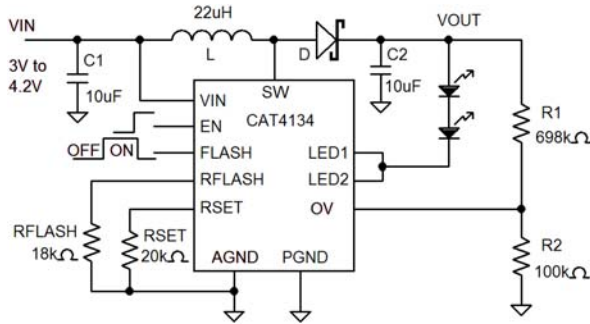 22uH
VIN
L
D
C2
VOUT
3V to
4.2V
C1
10uF
10uF
SW
VIN
CAT4134
EN
OFF ON
FLASH
LED1
RFLASH
LED2
RSET
OV
R1
698kΩ
RFLASH
18kΩ
RSET
20kΩ
AGND
PGND
R2
100kΩ